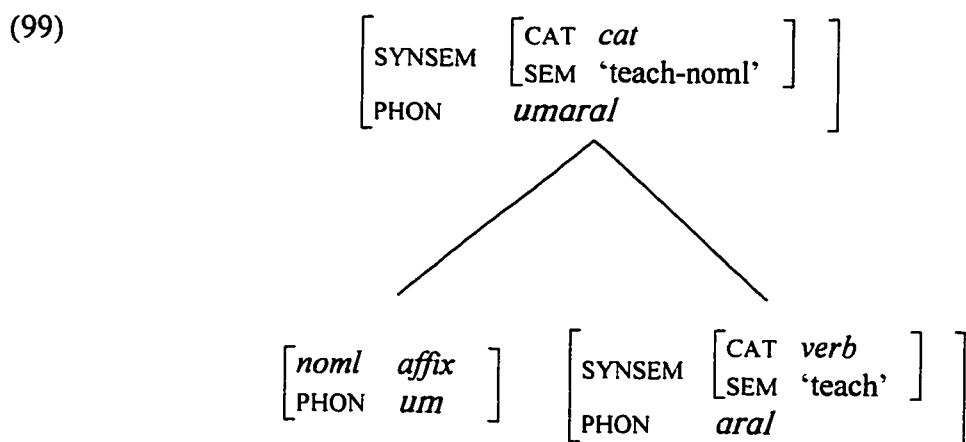 (99)
CAT cat
SYNSEM
SEM ‘teach-noml’
PHON umaral
noml affix
PHON um
CAT verb
SYNSEM
SEM ‘teach’
PHON aral